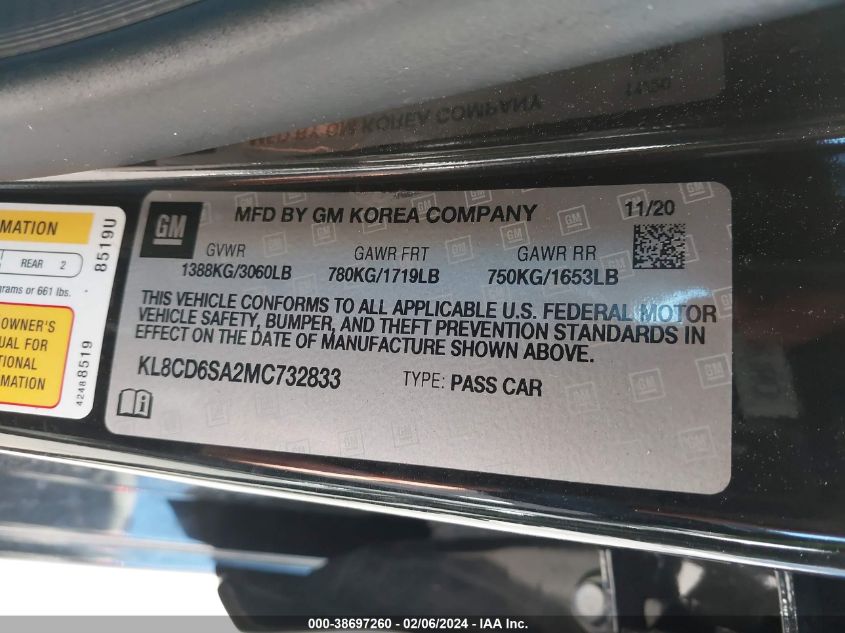 GM
MFD BY GM KOREA COMPANY
11/20
GVWR GAWR FRT GAWR RR
1388KG/3060LB 780KG/1719LB 750KG/1653LB
THIS VEHICLE CONFORMS TO ALL APPLICABLE U.S. FEDERAL MOTOR
VEHICLE SAFETY, BUMPER, AND THEFT PREVENTION STANDARDS IN
EFFECT ON THE DATE OF MANUFACTURE SHOWN ABOVE.
KL8CD6SA2MC732833 TYPE: PASS CAR
MATION
REAR 2
grams or 661 lbs.
OWNER'S
UAL FOR
TIONAL
RMATION
8519U
42488519
000-38697260 - 02/06/2024 - IAA Inc.